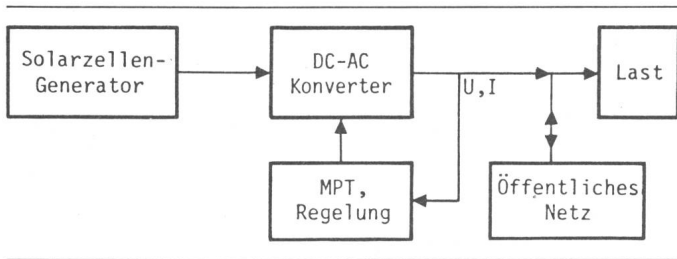 Solarzellen-
Generator
DC-AC
Konverter
Last
U,I
MPT,
Regelung
Öffentliches
Netz